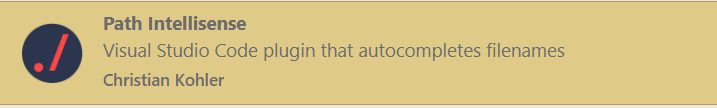 ./
Path Intellisense
Visual Studio Code plugin that autocompletes filenames
Christian Kohler